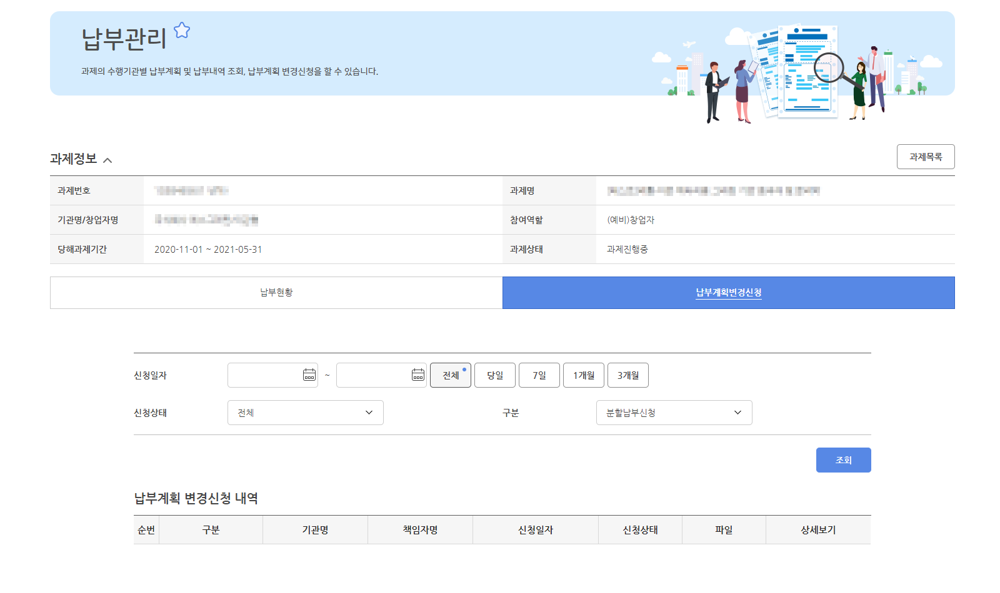 납부관리
과제의 수행기관별 납부계획 및 납부내역 조회, 납부계획 변경신청을 할 수 있습니다.
과제정보
과제목록
과제번호
과제명
기관명/창업자명
참여역할 (예비)창업자
당해과제기간 2020-11-01 ~ 2021-05-31 과제상태 과제진행중
납부현황 납부계획변경신청
신청일자 ~ 전체 당일 7일 1개월 3개월
신청상태 전체 구분 분할납부신청
조회
납부계획 변경신청 내역
순번 구분 기관명 책임자명 신청일자 신청상태 파일 상세보기